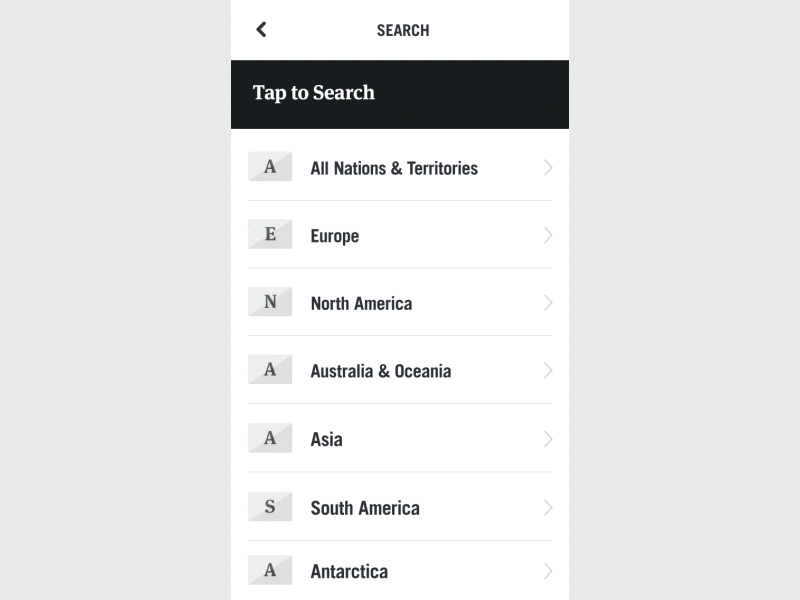 SEARCH
Tap to Search
A All Nations & Territories
E Europe
N North America
A Australia & Oceania
A Asia
S South America
A Antarctica